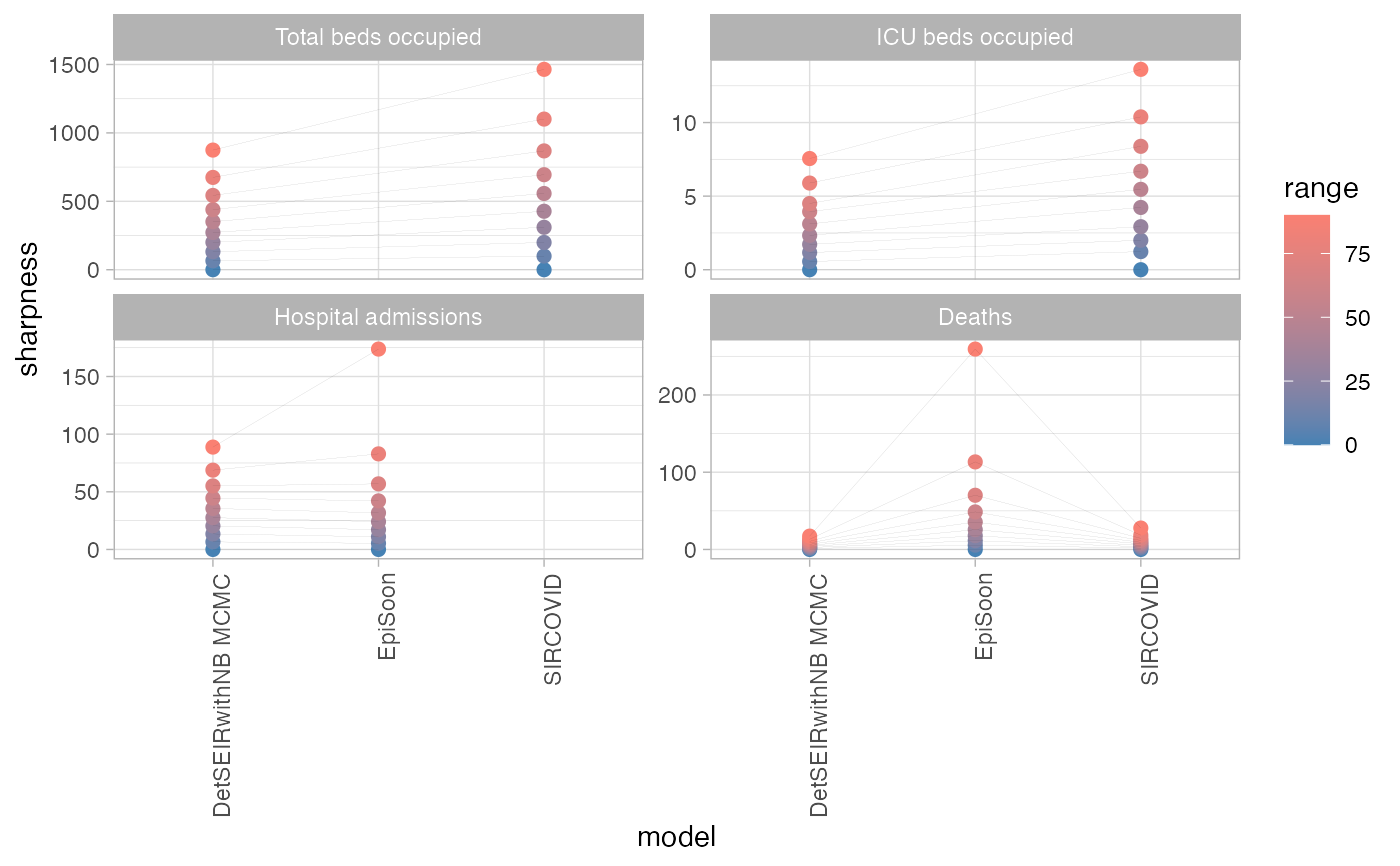 Total beds occupied
ICU beds occupied
1500
1000
500
0
10
5
0
Hospital admissions
Deaths
150
100
50
0
200
100
0
sharpness
DetSEIRwithNB MCMC
EpiSoon
SIRCOVID
DetSEIRwithNB MCMC
EpiSoon
SIRCOVID
model
range
75
50
25
0